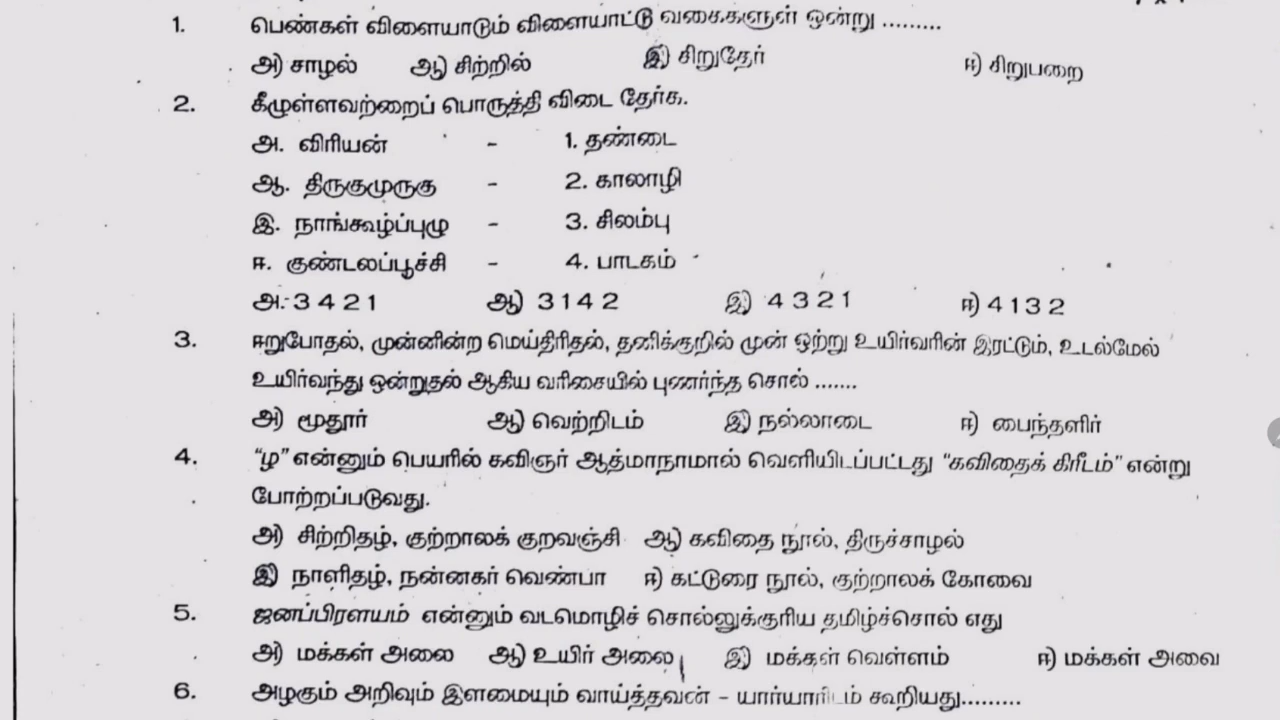 1. பெண்கள் விளையாடும் விளையாட்டு வகைகளுள் ஒன்று .........
அ) சாழல் ஆ) சிற்றில் இ) சிறுதேர் ஈ) சிறுபறை
2. கீழுள்ளவற்றைப் பொருத்தி விடை தேர்க.
அ. விரியன் - 1. தண்டை
ஆ. திருகுமுருகு - 2. காலாழி
இ. நாங்கூழ்ப்புழு - 3. சிலம்பு
ஈ. குண்டலப்பூச்சி - 4. பாடகம்
அ. 3 4 2 1 ஆ) 3 1 4 2 இ) 4 3 2 1 ஈ) 4 1 3 2
3. ஈறுபோதல், முன்னின்ற மெய்திரிதல், தனிக்குறில் முன் ஒற்று உயிர்வரின் இரட்டும், உடல்மேல்
உயிர்வந்து ஒன்றுதல் ஆகிய வரிசையில் புணர்ந்த சொல் .......
அ) மூதூர் ஆ) வெற்றிடம் இ) நல்லாடை ஈ) பைந்தளிர்
4. “ழ” என்னும் பெயரில் கவிஞர் ஆத்மாநாமால் வெளியிடப்பட்டது “கவிதைக் கிரீடம்” என்று
போற்றப்படுவது.
அ) சிற்றிதழ், குற்றாலக் குறவஞ்சி ஆ) கவிதை நூல், திருச்சாழல்
இ) நாளிதழ், நன்னகர் வெண்பா ஈ) கட்டுரை நூல், குற்றாலக் கோவை
5. ஜனப்பிரளயம் என்னும் வடமொழிச் சொல்லுக்குரிய தமிழ்ச்சொல் எது
அ) மக்கள் அலை ஆ) உயிர் அலை இ) மக்கள் வெள்ளம் ஈ) மக்கள் அவை
6. அழகும் அறிவும் இளமையும் வாய்த்தவன் - யார்யாரிடம் கூறியது.........